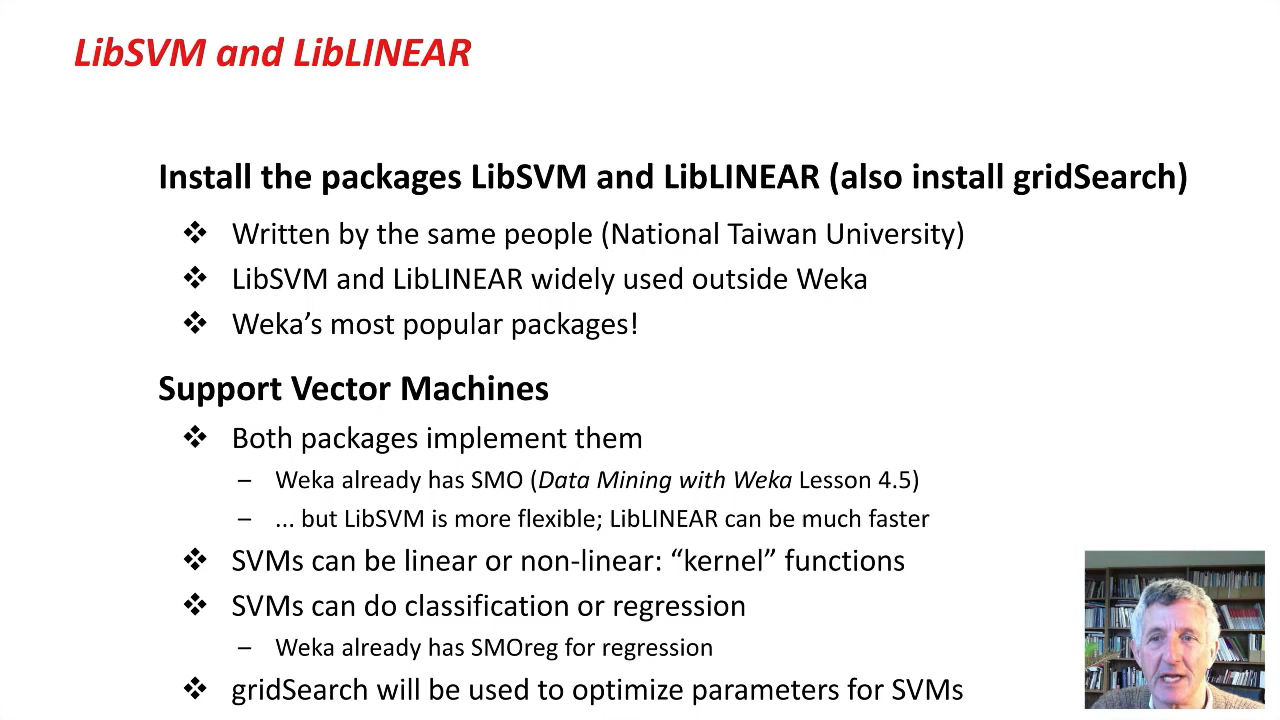 LibSVM and LibLINEAR
Install the packages LibSVM and LibLINEAR (also install gridSearch)
❖ Written by the same people (National Taiwan University)
❖ LibSVM and LibLINEAR widely used outside Weka
❖ Weka’s most popular packages!
Support Vector Machines
❖ Both packages implement them
– Weka already has SMO (Data Mining with Weka Lesson 4.5)
– ... but LibSVM is more flexible; LibLINEAR can be much faster
❖ SVMs can be linear or non-linear: “kernel” functions
❖ SVMs can do classification or regression
– Weka already has SMOreg for regression
❖ gridSearch will be used to optimize parameters for SVMs